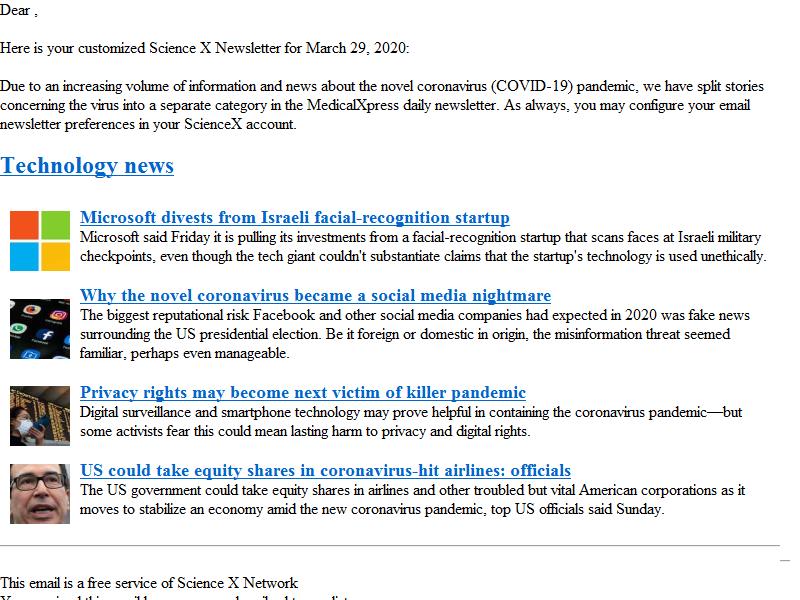 Dear ,
Here is your customized Science X Newsletter for March 29, 2020:
Due to an increasing volume of information and news about the novel coronavirus (COVID-19) pandemic, we have split stories
concerning the virus into a separate category in the MedicalXpress daily newsletter. As always, you may configure your email
newsletter preferences in your ScienceX account.
Technology news
Microsoft divests from Israeli facial-recognition startup
Microsoft said Friday it is pulling its investments from a facial-recognition startup that scans faces at Israeli military
checkpoints, even though the tech giant couldn't substantiate claims that the startup's technology is used unethically.
Why the novel coronavirus became a social media nightmare
The biggest reputational risk Facebook and other social media companies had expected in 2020 was fake news
surrounding the US presidential election. Be it foreign or domestic in origin, the misinformation threat seemed
familiar, perhaps even manageable.
Privacy rights may become next victim of killer pandemic
Digital surveillance and smartphone technology may prove helpful in containing the coronavirus pandemic—but
some activists fear this could mean lasting harm to privacy and digital rights.
US could take equity shares in coronavirus-hit airlines: officials
The US government could take equity shares in airlines and other troubled but vital American corporations as it
moves to stabilize an economy amid the new coronavirus pandemic, top US officials said Sunday.
This email is a free service of Science X Network